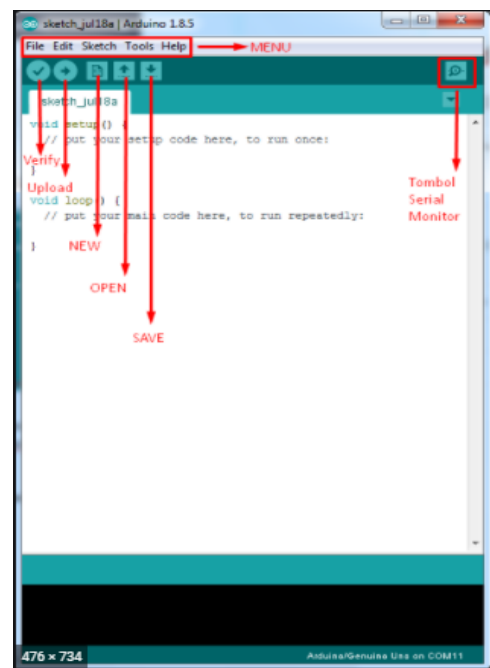 sketch_jul18a | Arduino 1.8.5
File Edit Sketch Tools Help
MENU
sketch_jul18a
void setup() {
// put your setup code here, to run once:
Verify
}
Upload
void loop() {
// put your main code here, to run repeatedly:
}
NEW
OPEN
SAVE
Tombol
Serial
Monitor
476 × 734
Arduino/Genuino Uno on COM11